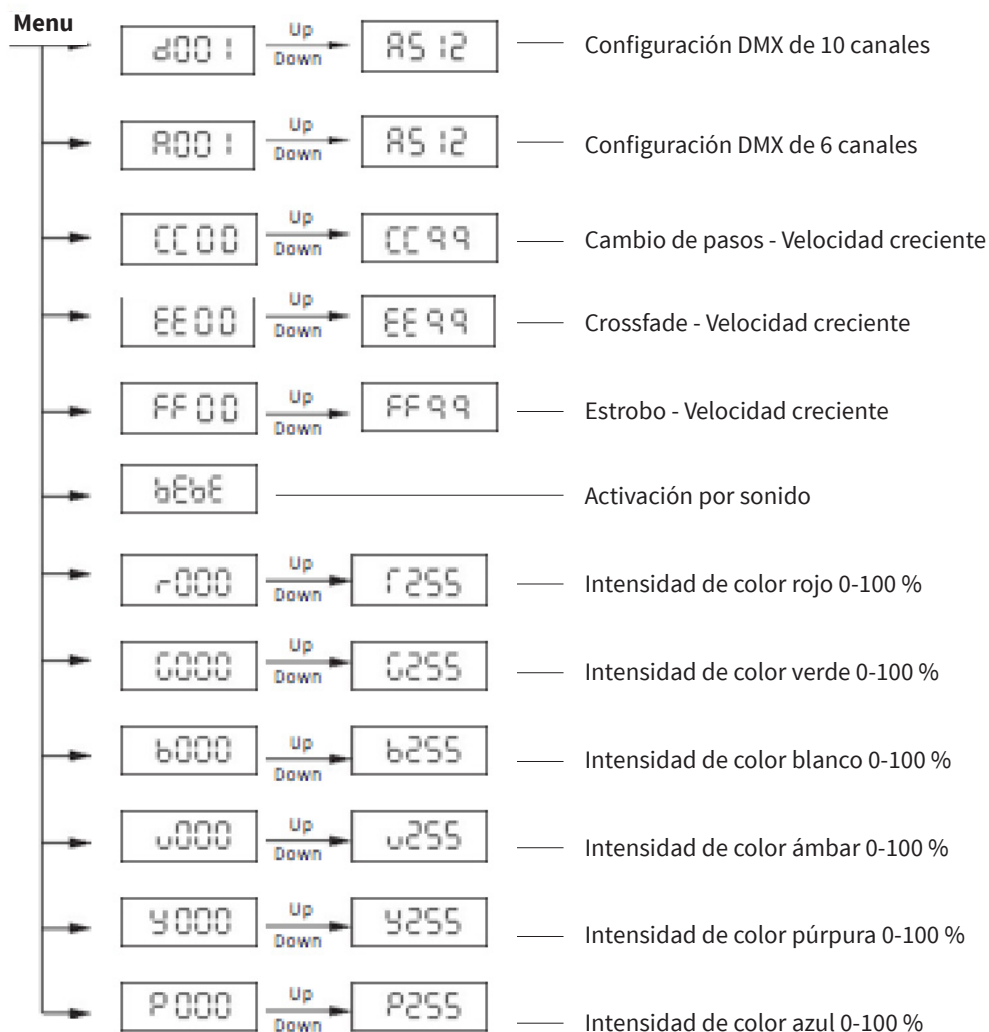 Menu
d001 Up Down A512 Configuración DMX de 10 canales
A001 Up Down A512 Configuración DMX de 6 canales
CC00 Up Down CC99 Cambio de pasos - Velocidad creciente
EE00 Up Down EE99 Crossfade - Velocidad creciente
FF00 Up Down FF99 Estrobo - Velocidad creciente
bEbE Activación por sonido
r000 Up Down r255 Intensidad de color rojo 0-100 %
G000 Up Down G255 Intensidad de color verde 0-100 %
b000 Up Down b255 Intensidad de color blanco 0-100 %
u000 Up Down u255 Intensidad de color ámbar 0-100 %
y000 Up Down y255 Intensidad de color púrpura 0-100 %
P000 Up Down P255 Intensidad de color azul 0-100 %